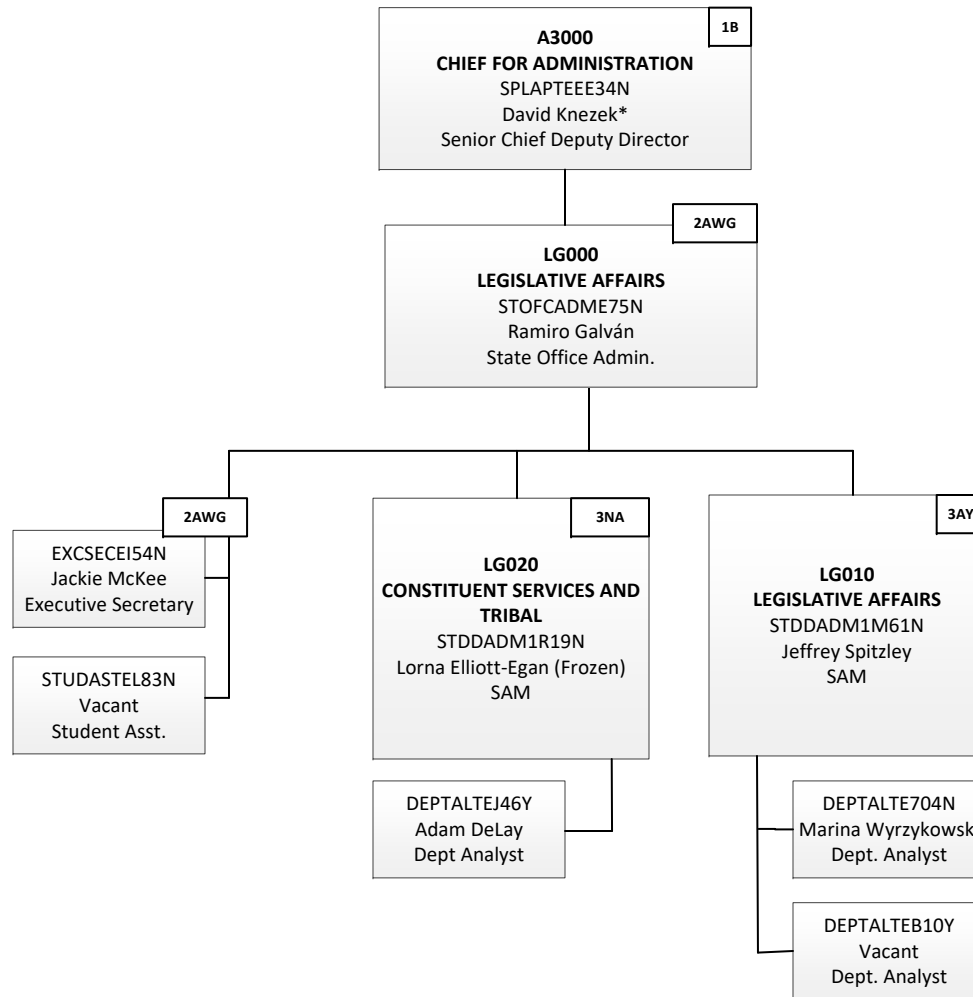 1B
A3000
CHIEF FOR ADMINISTRATION
SPLAPTEEE34N
David Knezek*
Senior Chief Deputy Director
2AWG
LG000
LEGISLATIVE AFFAIRS
STOFCADME75N
Ramiro Galván
State Office Admin.
2AWG
EXCSECEI54N
Jackie McKee
Executive Secretary
STUDASTEL83N
Vacant
Student Asst.
3NA
LG020
CONSTITUENT SERVICES AND
TRIBAL
STDDADM1R19N
Lorna Elliott-Egan (Frozen)
SAM
DEPTALTEJ46Y
Adam DeLay
Dept Analyst
3AY
LG010
LEGISLATIVE AFFAIRS
STDDADM1M61N
Jeffrey Spitzley
SAM
DEPTALTE704N
Marina Wyrzykowsk
Dept. Analyst
DEPTALTEB10Y
Vacant
Dept. Analyst